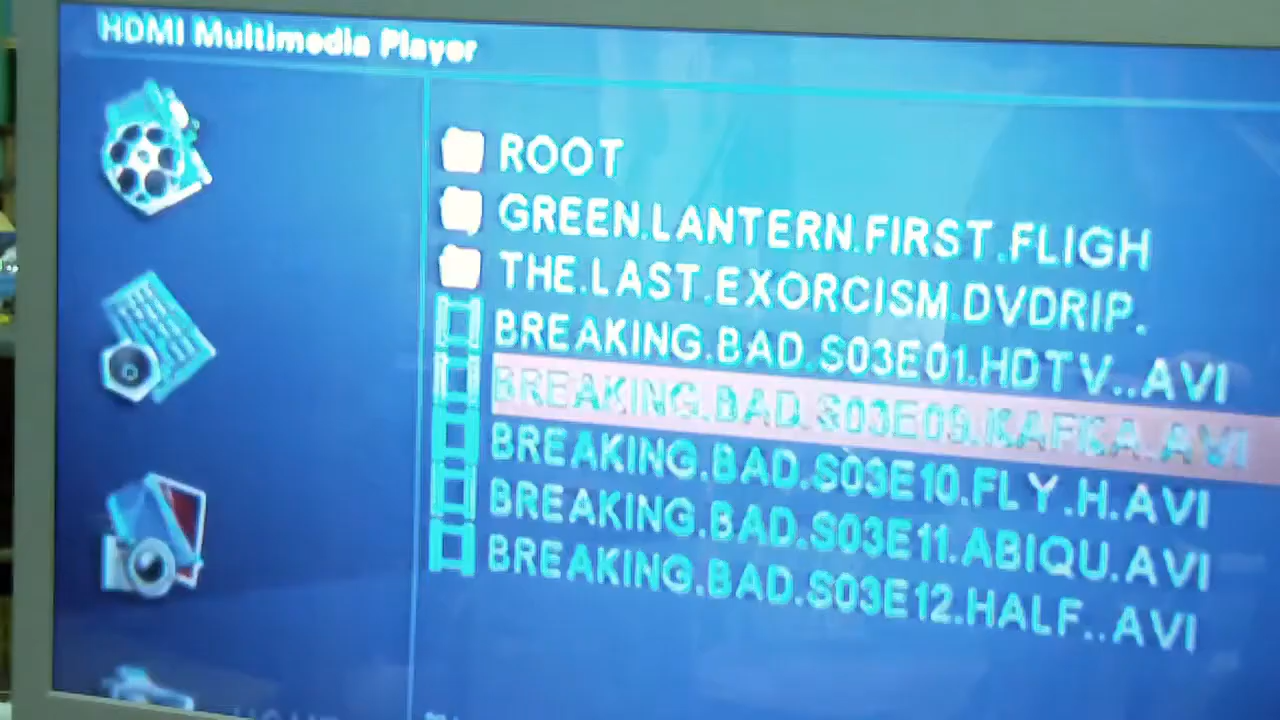 HDMI Multimedia Player
ROOT
GREEN.LANTERN.FIRST.FLIGH
THE.LAST.EXORCISM.DVDRIP.
BREAKING.BAD.S03E01.HDTV..AVI
BREAKING.BAD.S03E09.KAFKA.AVI
BREAKING.BAD.S03E10.FLY.H.AVI
BREAKING.BAD.S03E11.ABIQU.AVI
BREAKING.BAD.S03E12.HALF..AVI